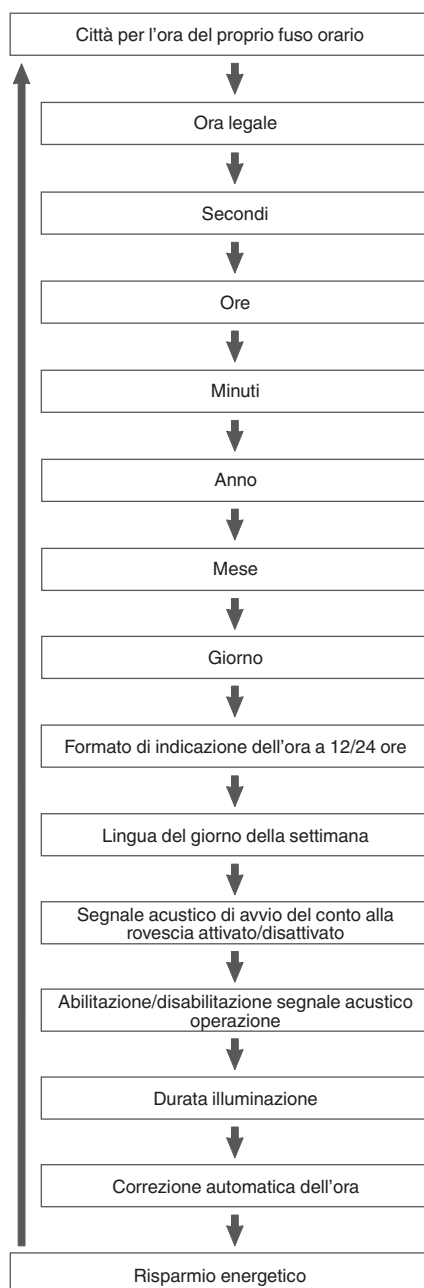 Città per l'ora del proprio fuso orario
Ora legale
Secondi
Ore
Minuti
Anno
Mese
Giorno
Formato di indicazione dell'ora a 12/24 ore
Lingua del giorno della settimana
Segnale acustico di avvio del conto alla
rovescia attivato/disattivato
Abilitazione/disabilitazione segnale acustico
operazione
Durata illuminazione
Correzione automatica dell'ora
Risparmio energetico